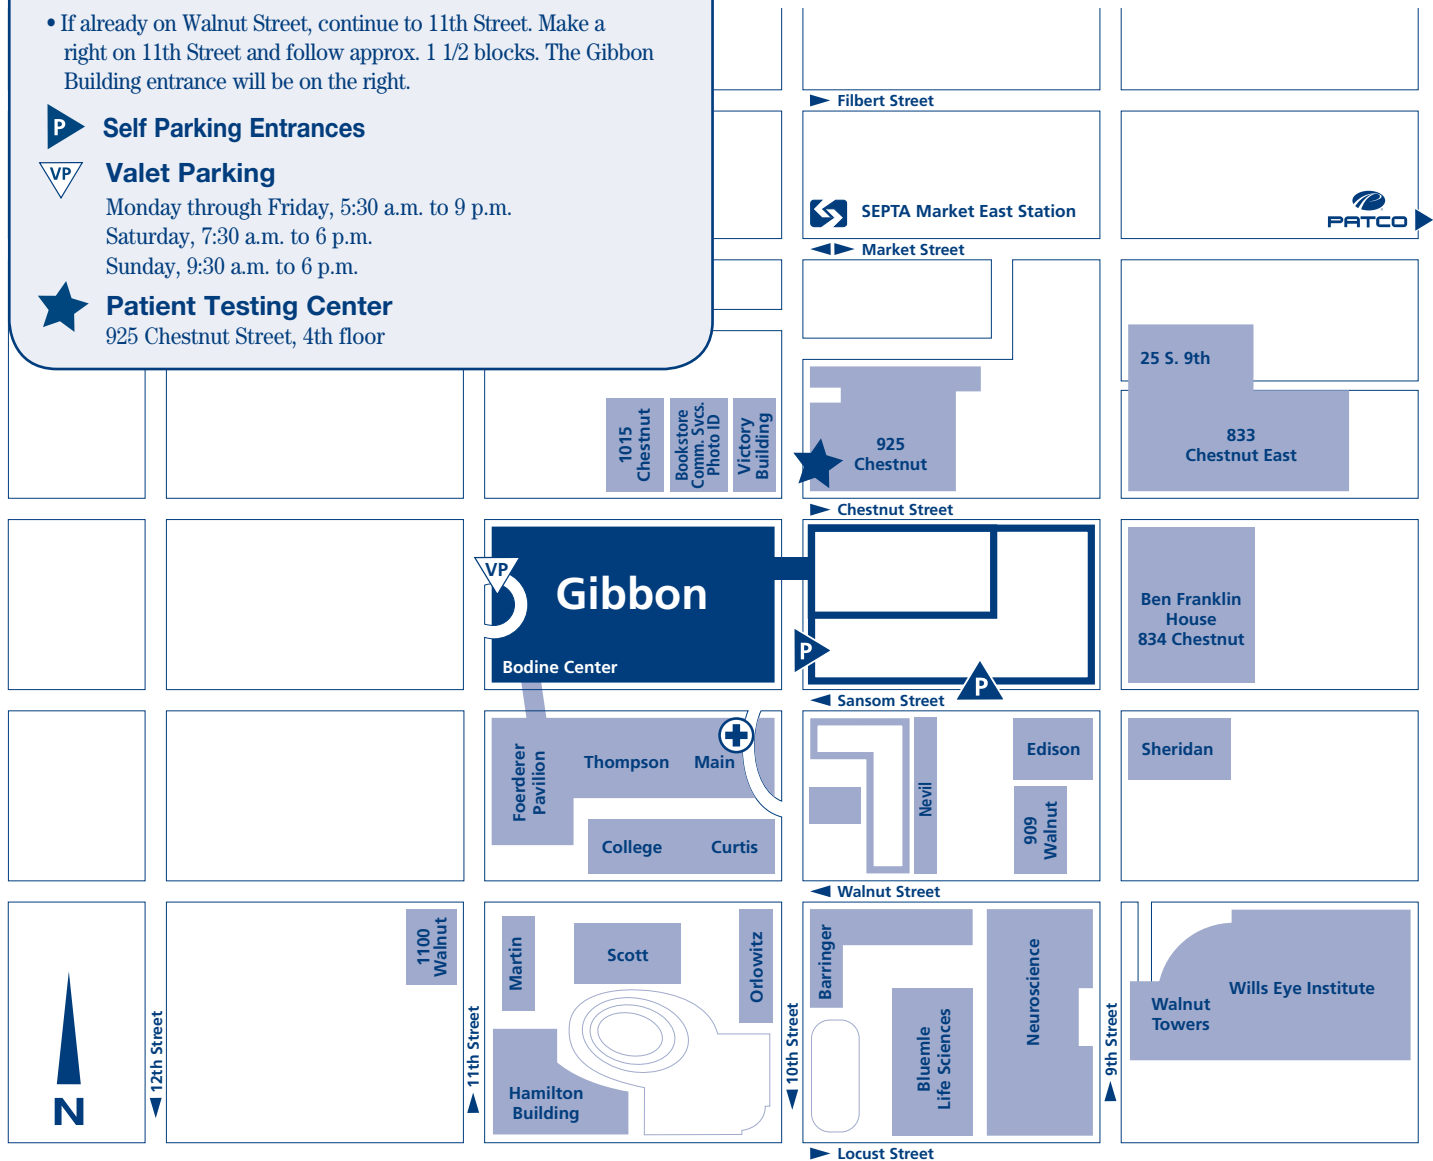 • If already on Walnut Street, continue to 11th Street. Make a
right on 11th Street and follow approx. 1 1/2 blocks. The Gibbon
Building entrance will be on the right.
P Self Parking Entrances
VP Valet Parking
Monday through Friday, 5:30 a.m. to 9 p.m.
Saturday, 7:30 a.m. to 6 p.m.
Sunday, 9:30 a.m. to 6 p.m.
Patient Testing Center
925 Chestnut Street, 4th floor
Filbert Street
SEPTA Market East Station
PATCO
Market Street
25 S. 9th
833
Chestnut East
1015
Chestnut
Bookstore
Comm. Svcs.
Photo ID
Victory
Building
925
Chestnut
Chestnut Street
VP
Gibbon
Bodine Center
P
P
Ben Franklin
House
834 Chestnut
Sansom Street
Foerderer
Pavilion
Thompson
Main
College
Curtis
Nevil
Edison
909
Walnut
Sheridan
Walnut Street
1100
Walnut
Martin
Scott
Orlowitz
Hamilton
Building
Barringer
Bluemle
Life Sciences
Neuroscience
Walnut
Towers
Wills Eye Institute
N
12th Street
11th Street
10th Street
9th Street
Locust Street